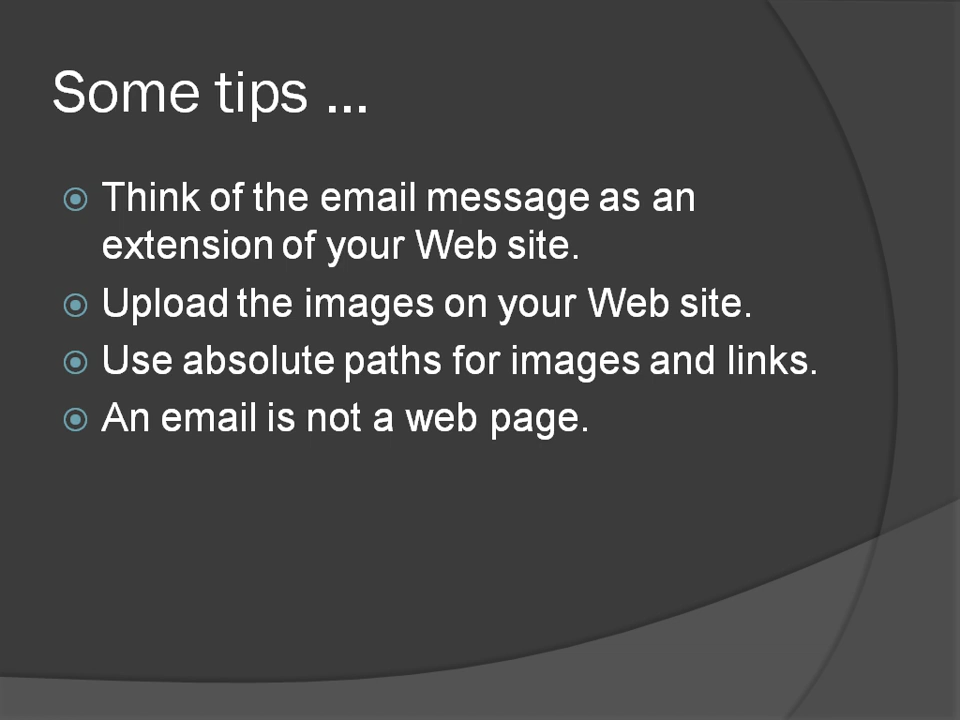 Some tips ...
Think of the email message as an
extension of your Web site.
Upload the images on your Web site.
Use absolute paths for images and links.
An email is not a web page.